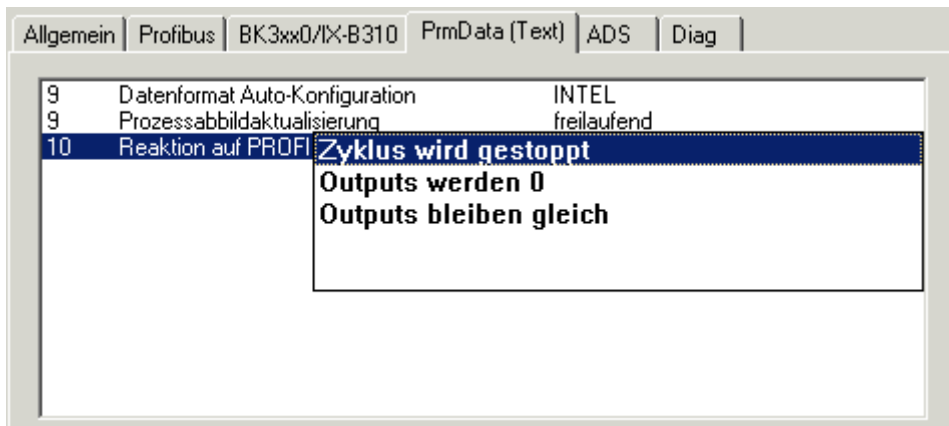 Allgemein Profibus BK3xx0/IX-B310 PrmData (Text) ADS Diag
9 Datenformat Auto-Konfiguration INTEL
9 Prozessabbildaktualisierung freilaufend
10 Reaktion auf PROFI Zyklus wird gestoppt
Outputs werden 0
Outputs bleiben gleich